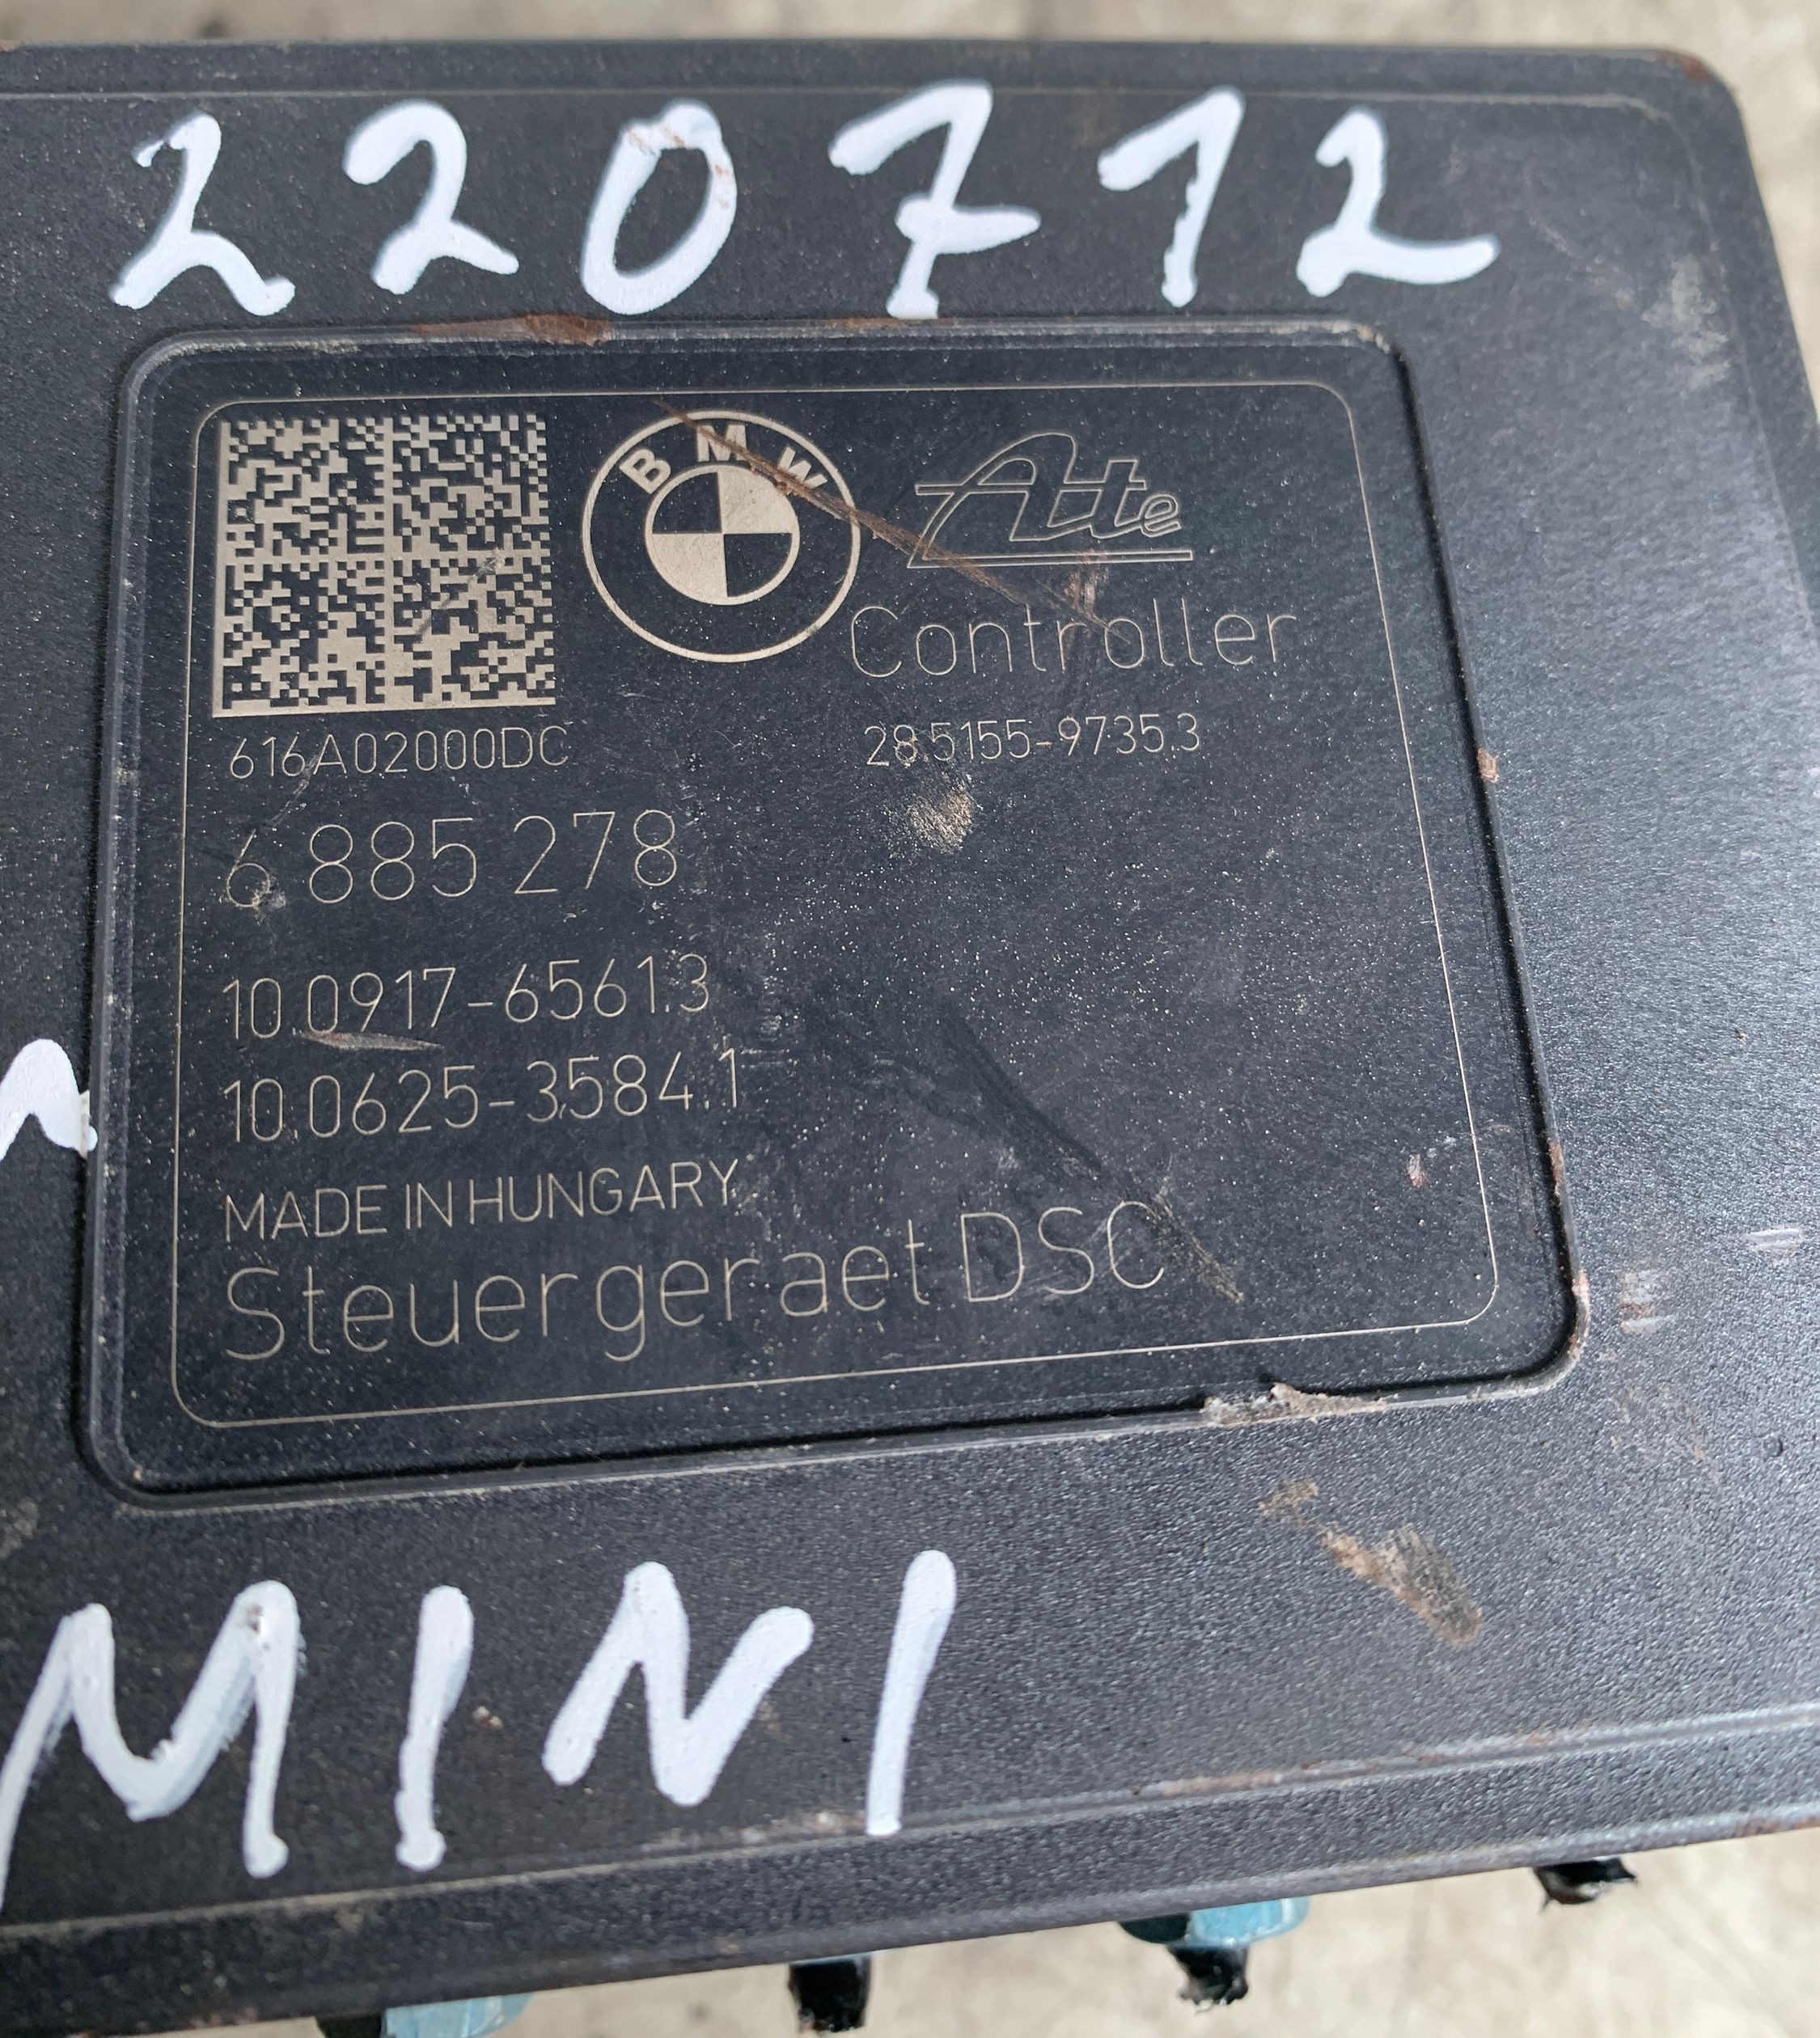 220712
BMW
Ate
Controller
616A02000DC
28.5155-9735.3
6 885 278
10.0917-6561.3
10.0625-3584.1
MADE IN HUNGARY
Steuergeraet DSC
MINI